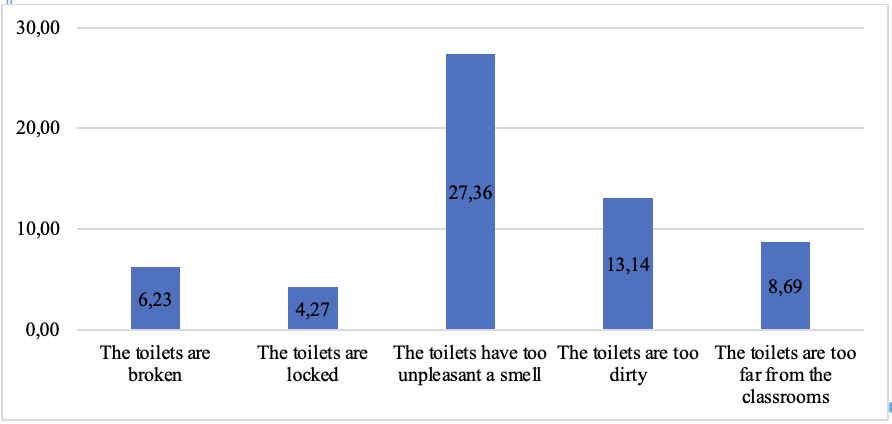 30,00
20,00
10,00
0,00
6,23
4,27
27,36
13,14
8,69
The toilets are
broken
The toilets are
locked
The toilets have too
unpleasant a smell
The toilets are too
dirty
The toilets are too
far from the
classrooms